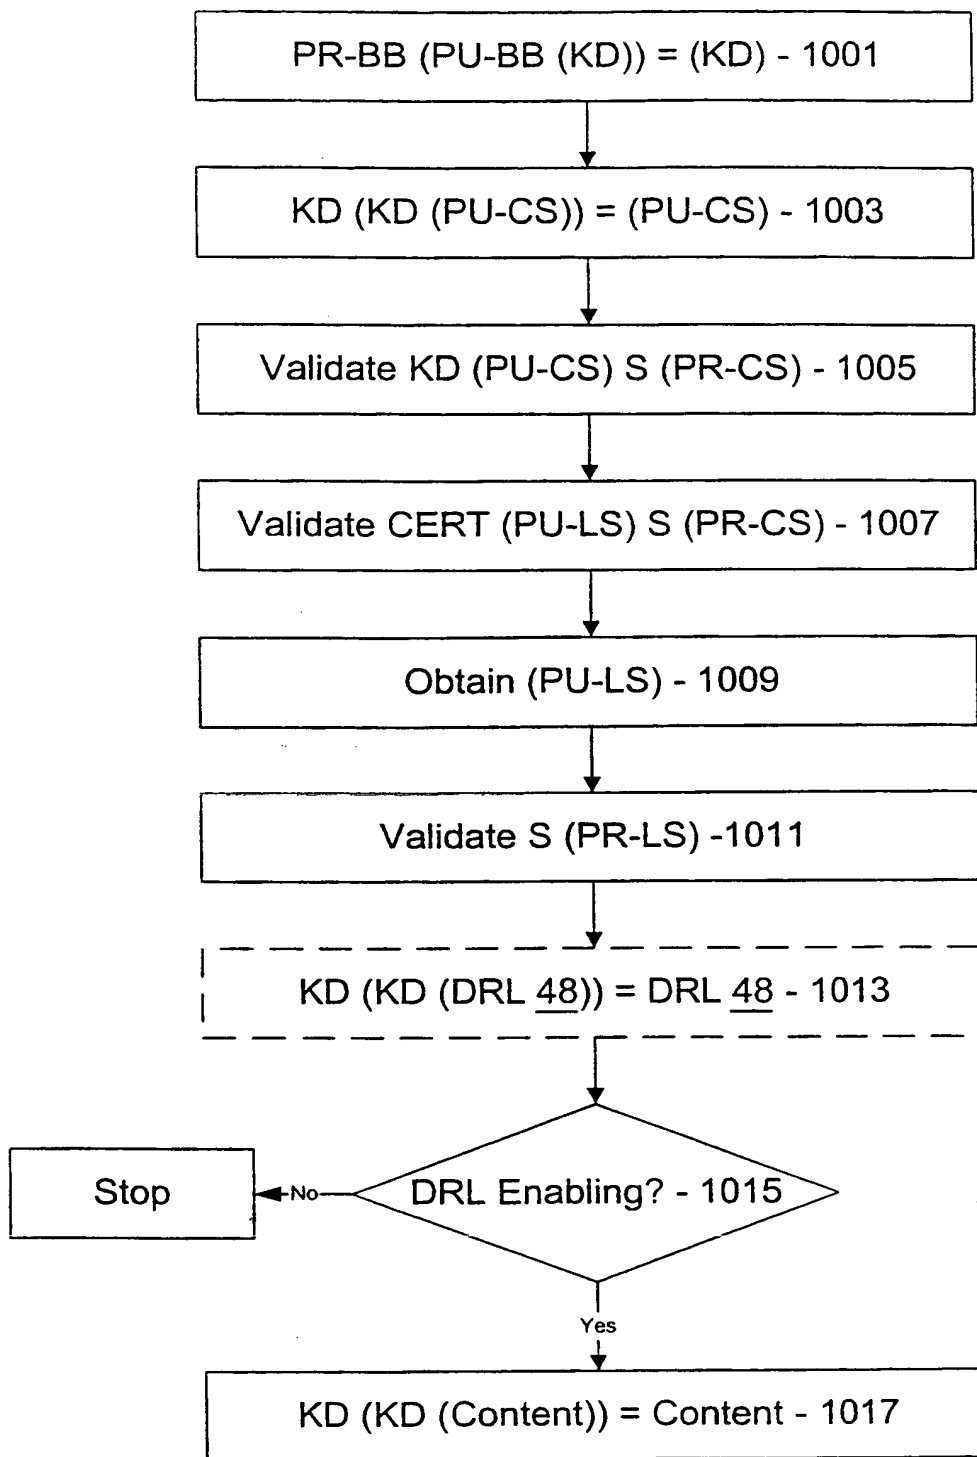 PR-BB (PU-BB (KD)) = (KD) - 1001
KD (KD (PU-CS)) = (PU-CS) - 1003
Validate KD (PU-CS) S (PR-CS) - 1005
Validate CERT (PU-LS) S (PR-CS) - 1007
Obtain (PU-LS) - 1009
Validate S (PR-LS) -1011
KD (KD (DRL 48)) = DRL 48 - 1013
DRL Enabling? - 1015
No
Stop
Yes
KD (KD (Content)) = Content - 1017